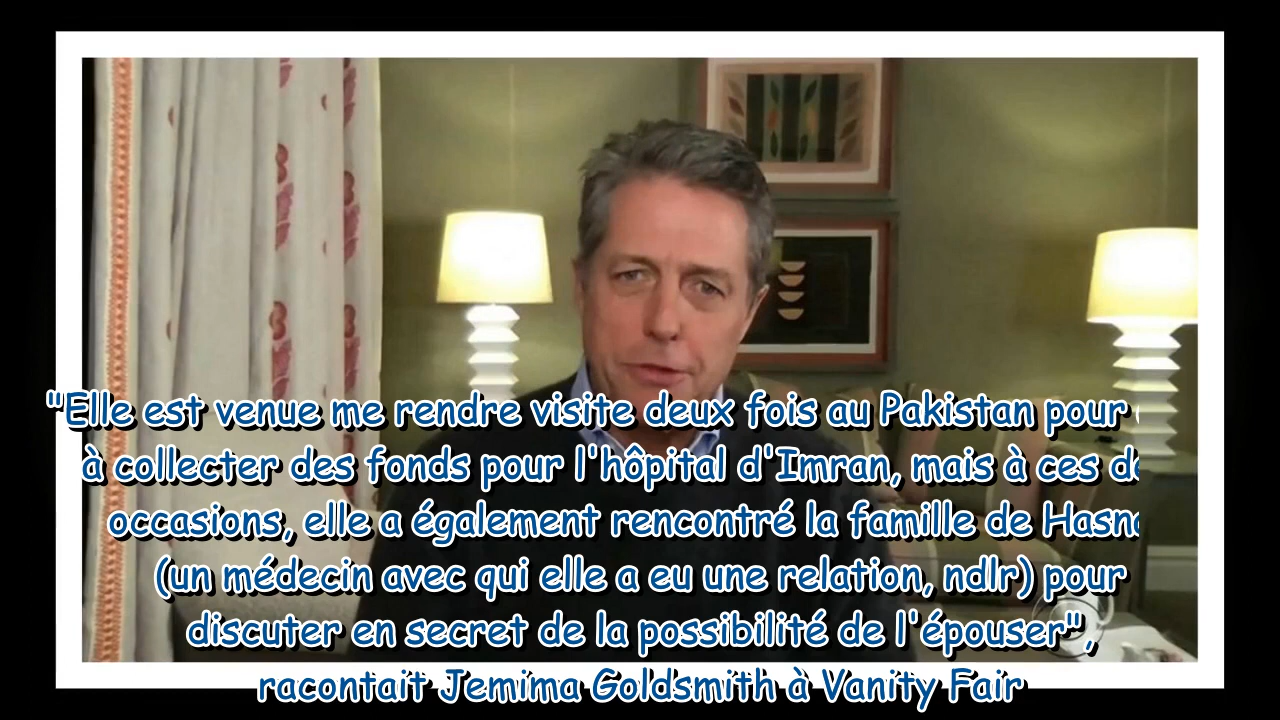 "Elle est venue me rendre visite deux fois au Pakistan pour
à collecter des fonds pour l'hôpital d'Imran, mais à ces
occasions, elle a également rencontré la famille de
(un médecin avec qui elle a eu une relation, ndlr) pour
discuter en secret de la possibilité de l'épouser",
racontait Jemima Goldsmith à Vanity Fair